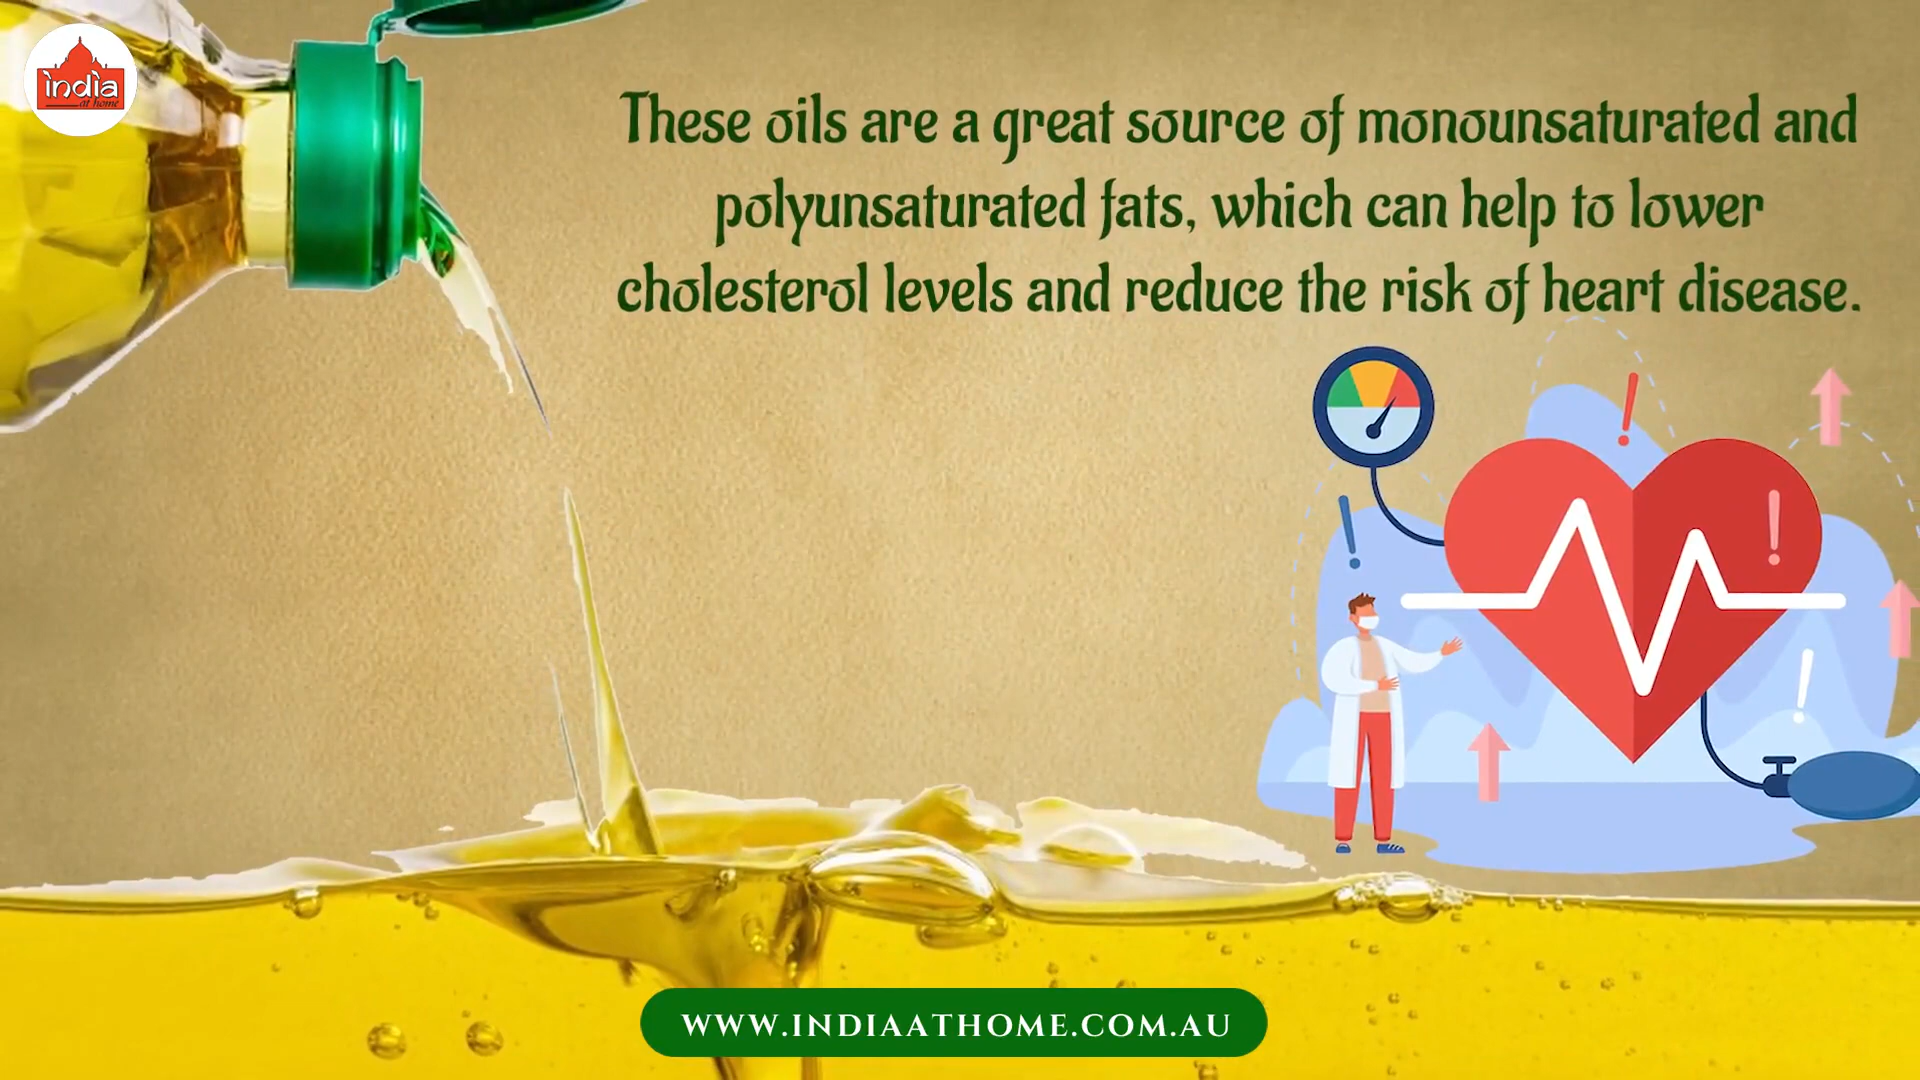 india
at home
These oils are a great source of monounsaturated and
polyunsaturated fats, which can help to lower
cholesterol levels and reduce the risk of heart disease.
WWW.INDIAATHOME.COM.AU